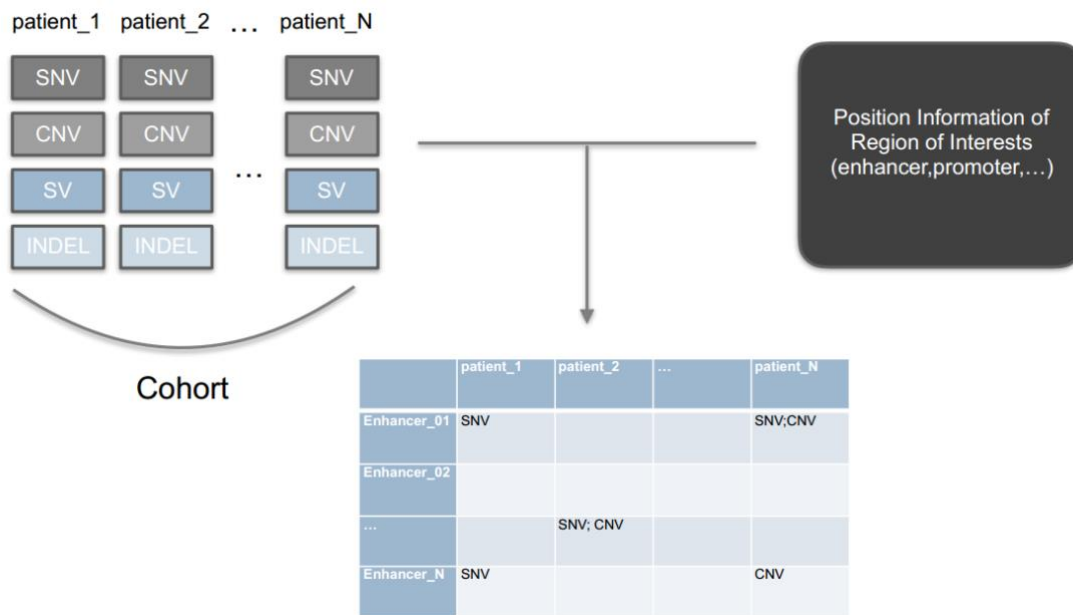 patient_1 patient_2 ... patient_N
SNV SNV SNV
CNV CNV CNV
...
SV SV SV
INDEL INDEL INDEL
Cohort
Position Information of
Region of Interests
(enhancer,promoter,...)
patient_1 patient_2 ... patient_N
Enhancer_01 SNV SNV;CNV
Enhancer_02
... SNV; CNV
Enhancer_N SNV CNV